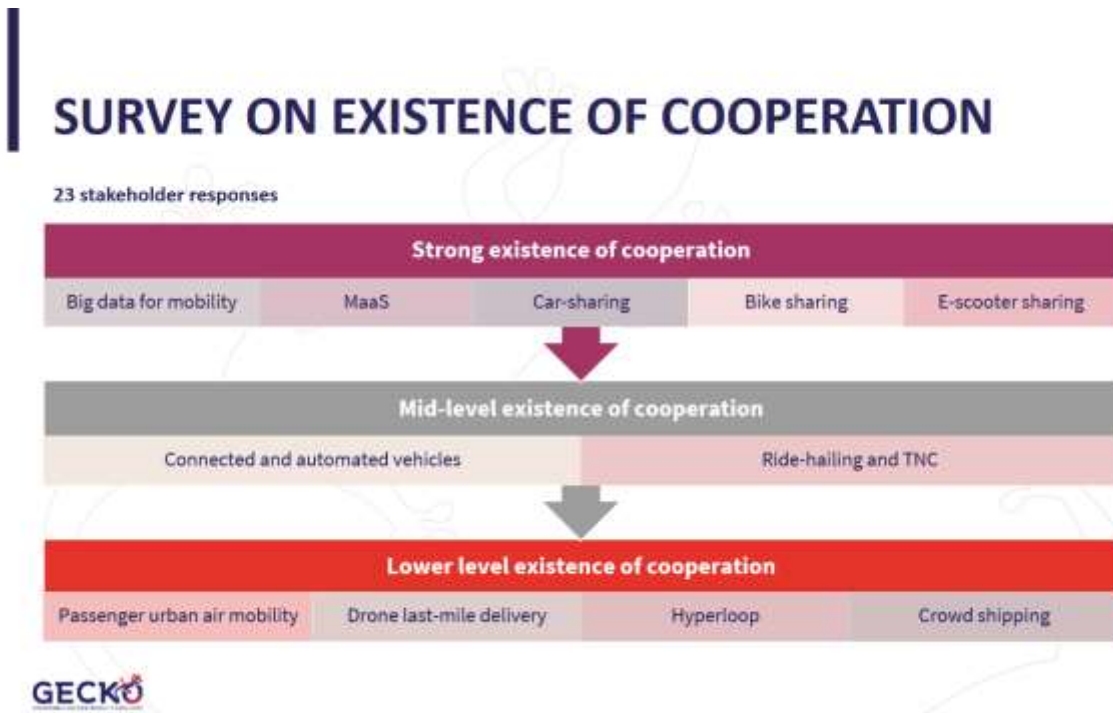 SURVEY ON EXISTENCE OF COOPERATION
23 stakeholder responses
Strong existence of cooperation
Big data for mobility MaaS Car-sharing Bike sharing E-scooter sharing
Mid-level existence of cooperation
Connected and automated vehicles Ride-hailing and TNC
Lower level existence of cooperation
Passenger urban air mobility Drone last-mile delivery Hyperloop Crowd shipping
GECKO